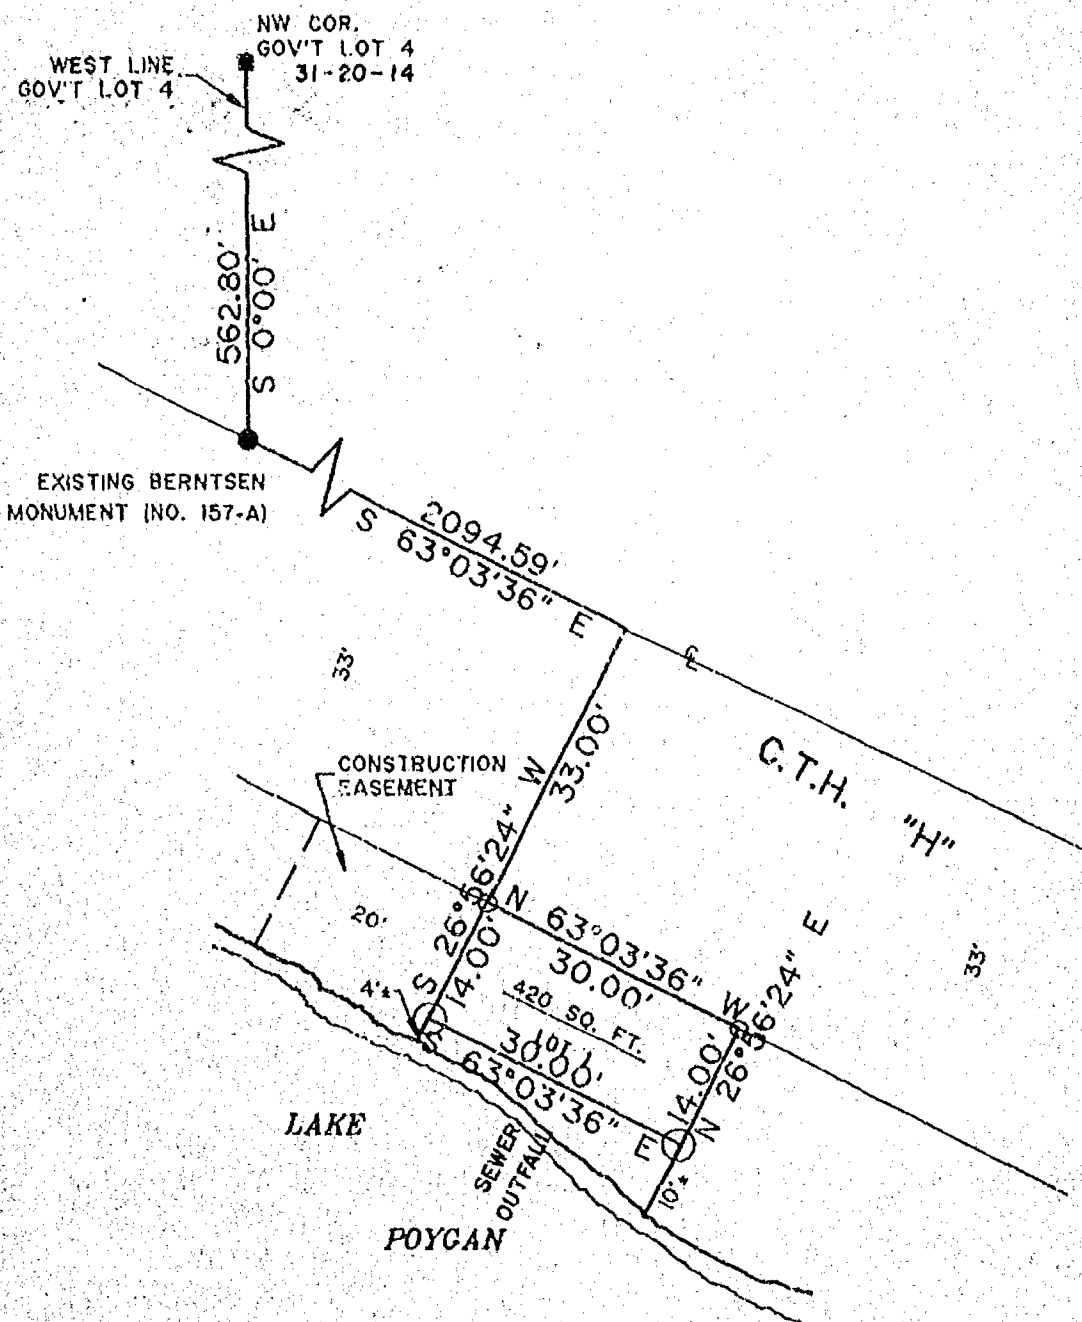 NW COR.
GOV'T LOT 4
31-20-14
WEST LINE
GOV'T LOT 4
562.80'
S 0°00' E
EXISTING BERNTSEN
MONUMENT (NO. 157-A)
2094.59'
S 63°03'36" E
33'
℄
C.T.H. "H"
CONSTRUCTION
EASEMENT
S 26°56'24" W
33.00'
20'
14.00'
4'±
N 63°03'36" W
30.00'
420 SQ. FT.
LOT 1
30.00'
S 63°03'36" E
14.00'
N 26°56'24" E
33'
10'±
LAKE
POYGAN
SEWER
OUTFALL